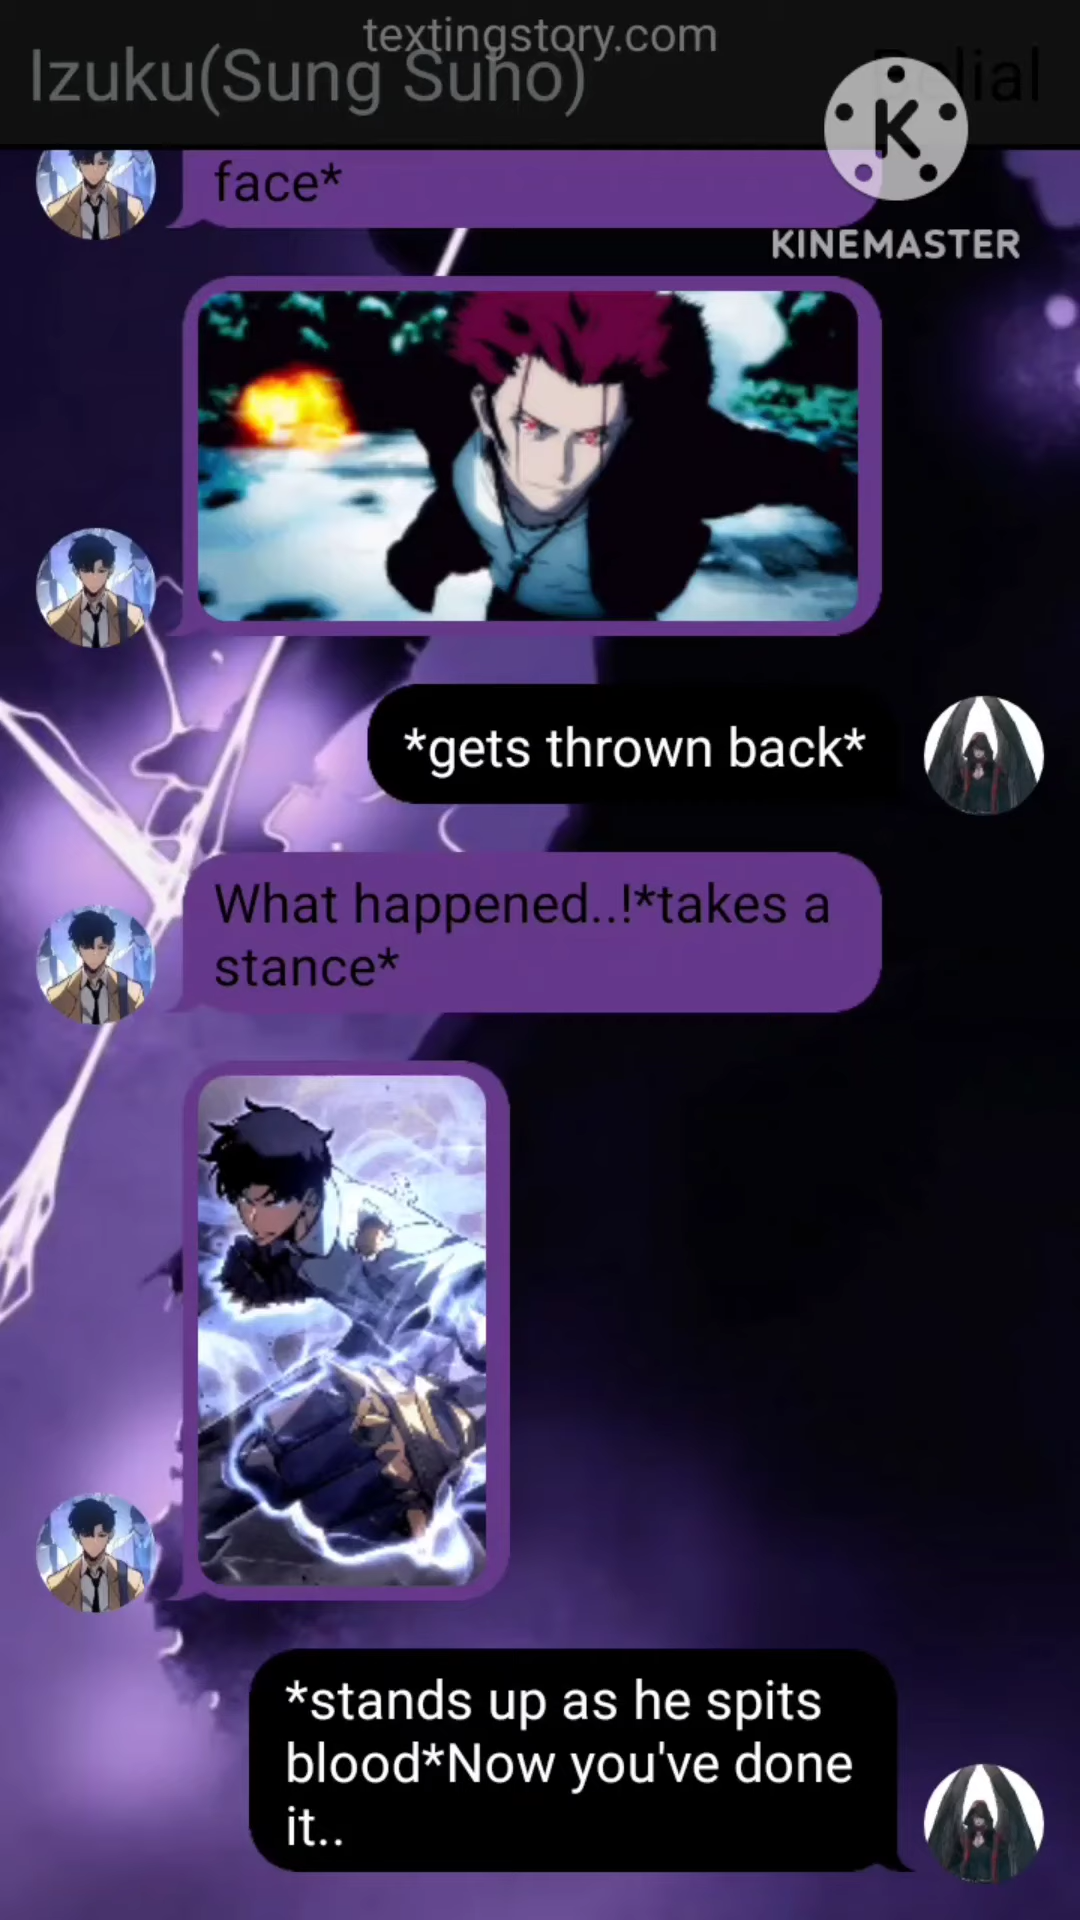 textingstory.com
Izuku(Sung Suho)
Belial
K
KINEMASTER
face*
*gets thrown back*
What happened..!*takes a
stance*
*stands up as he spits
blood*Now you've done
it..